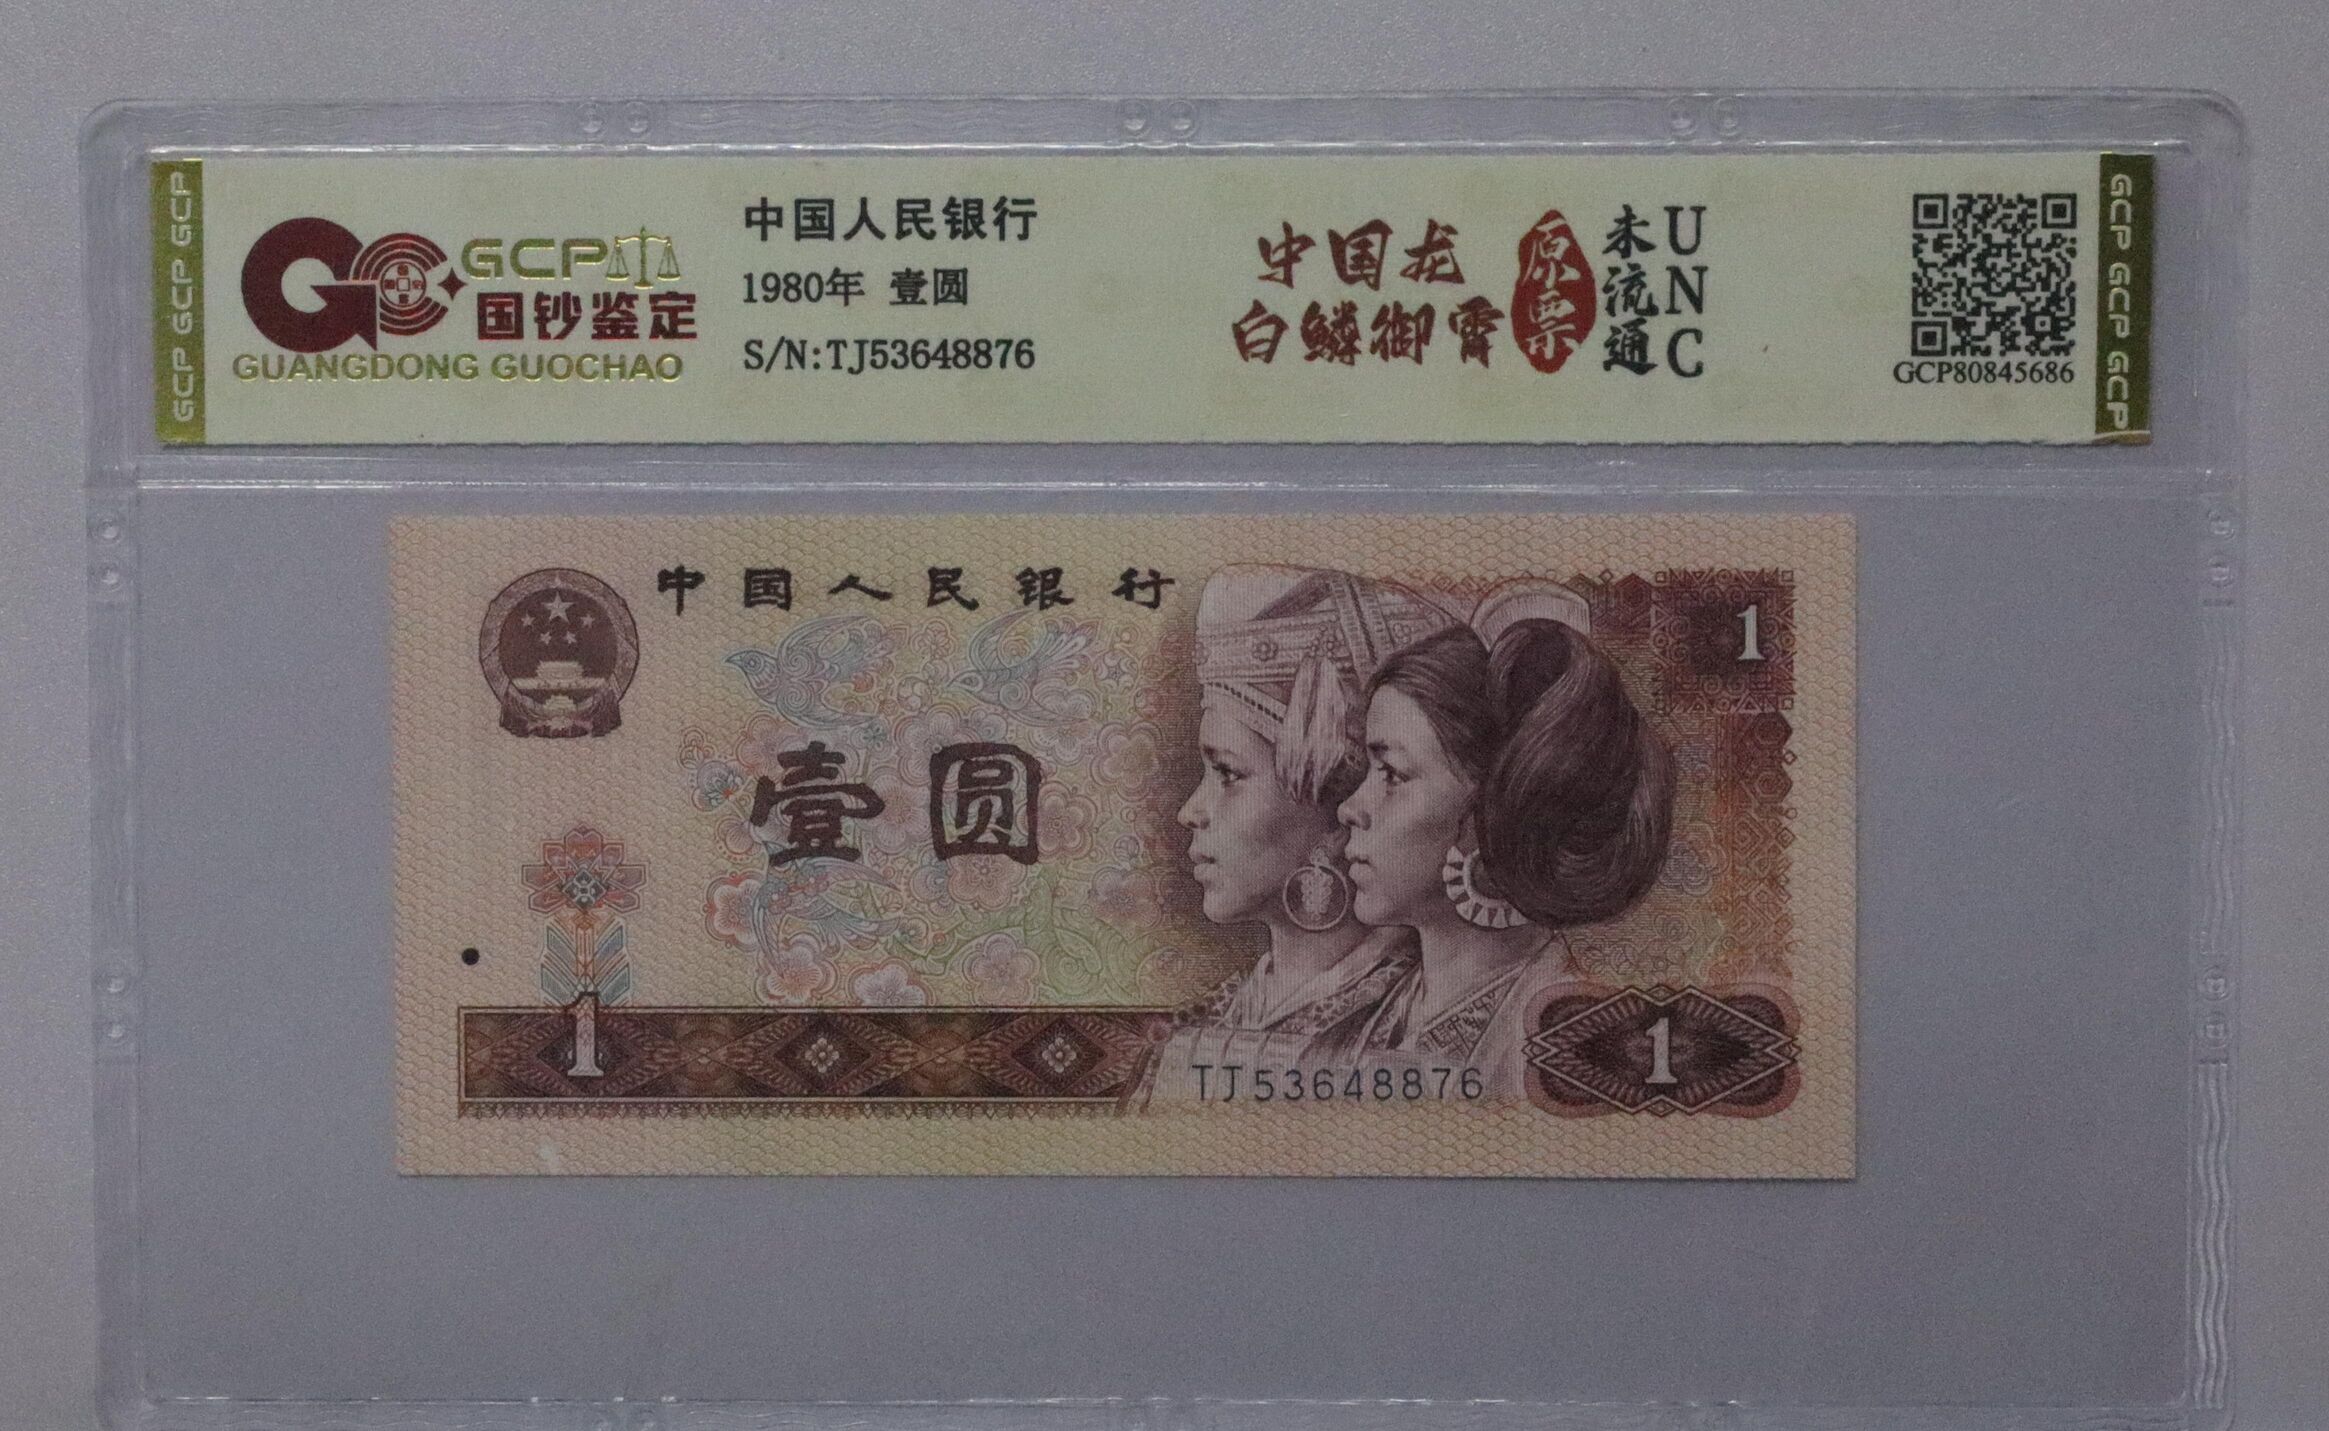 GCP GCP GCP
GCP
国钞鉴定
GUANGDONG GUOCHAO
中国人民银行
1980年 壹圆
S/N:TJ53648876
中国龙
白鳞御霄
原票
未流通
UNC
GCP80845686
GCP GCP GCP
中国人民银行
壹圆
1
1
1
TJ53648876